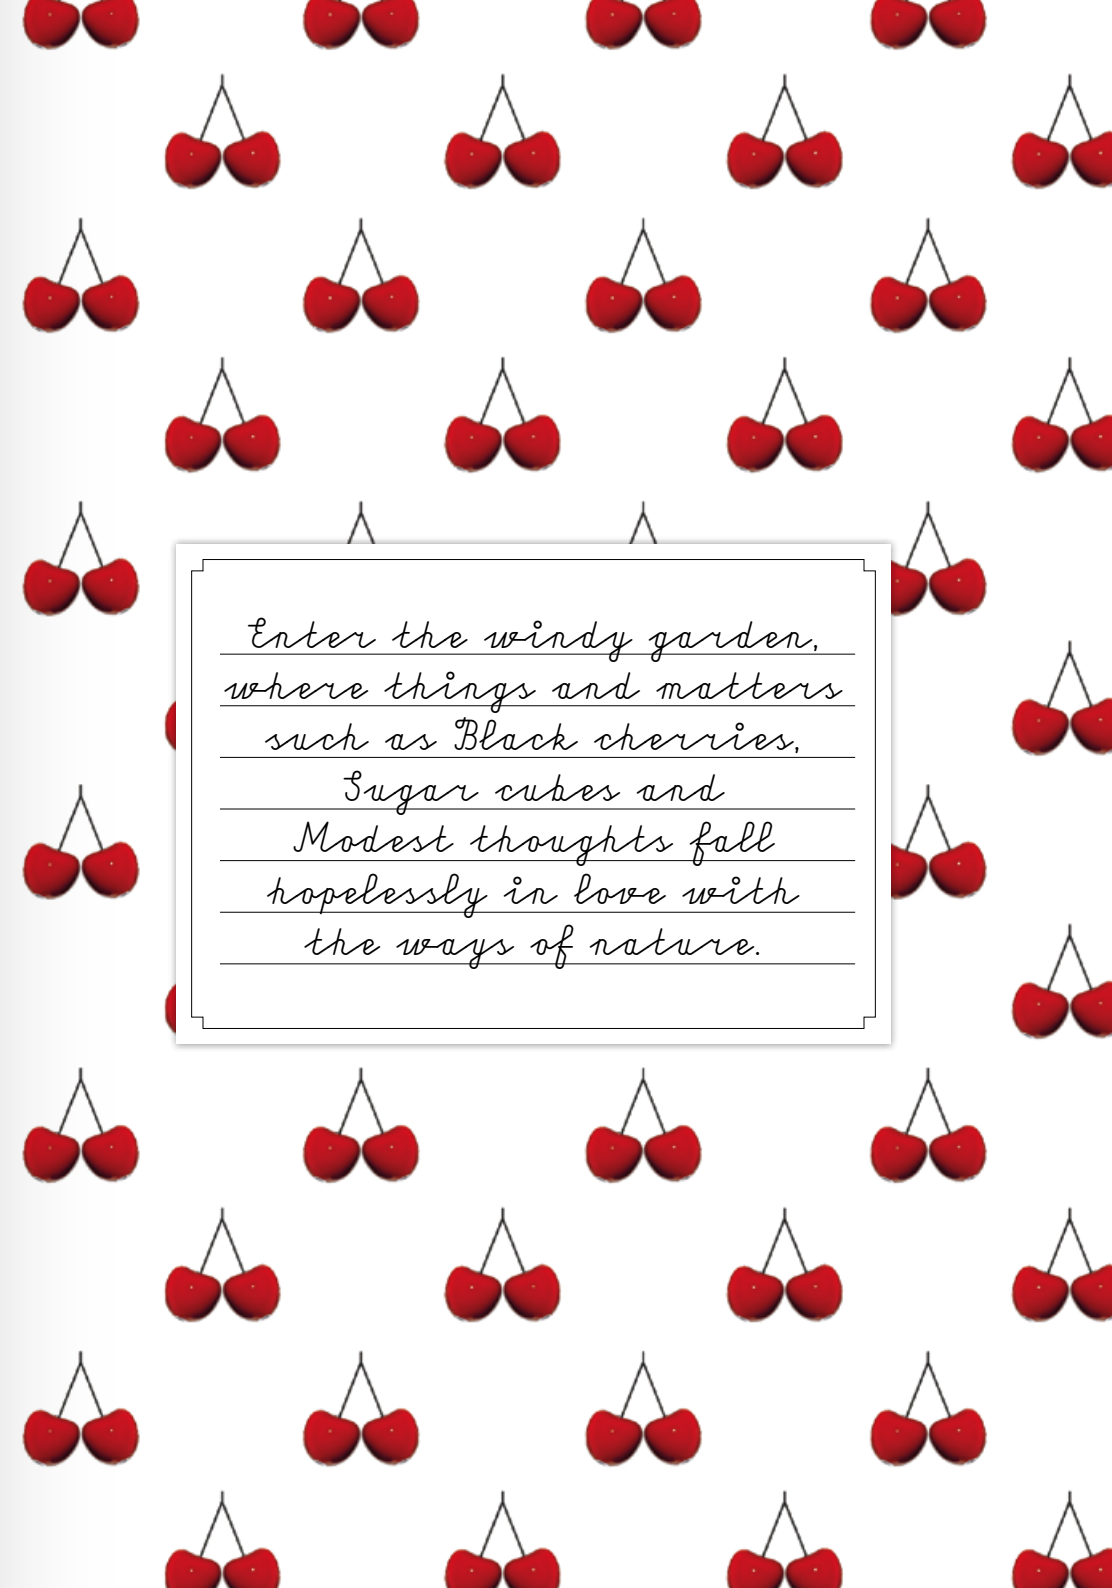 Enter the windy garden,
where things and matters
such as Black cherries,
Sugar cubes and
Modest thoughts fall
hopelessly in love with
the ways of nature.